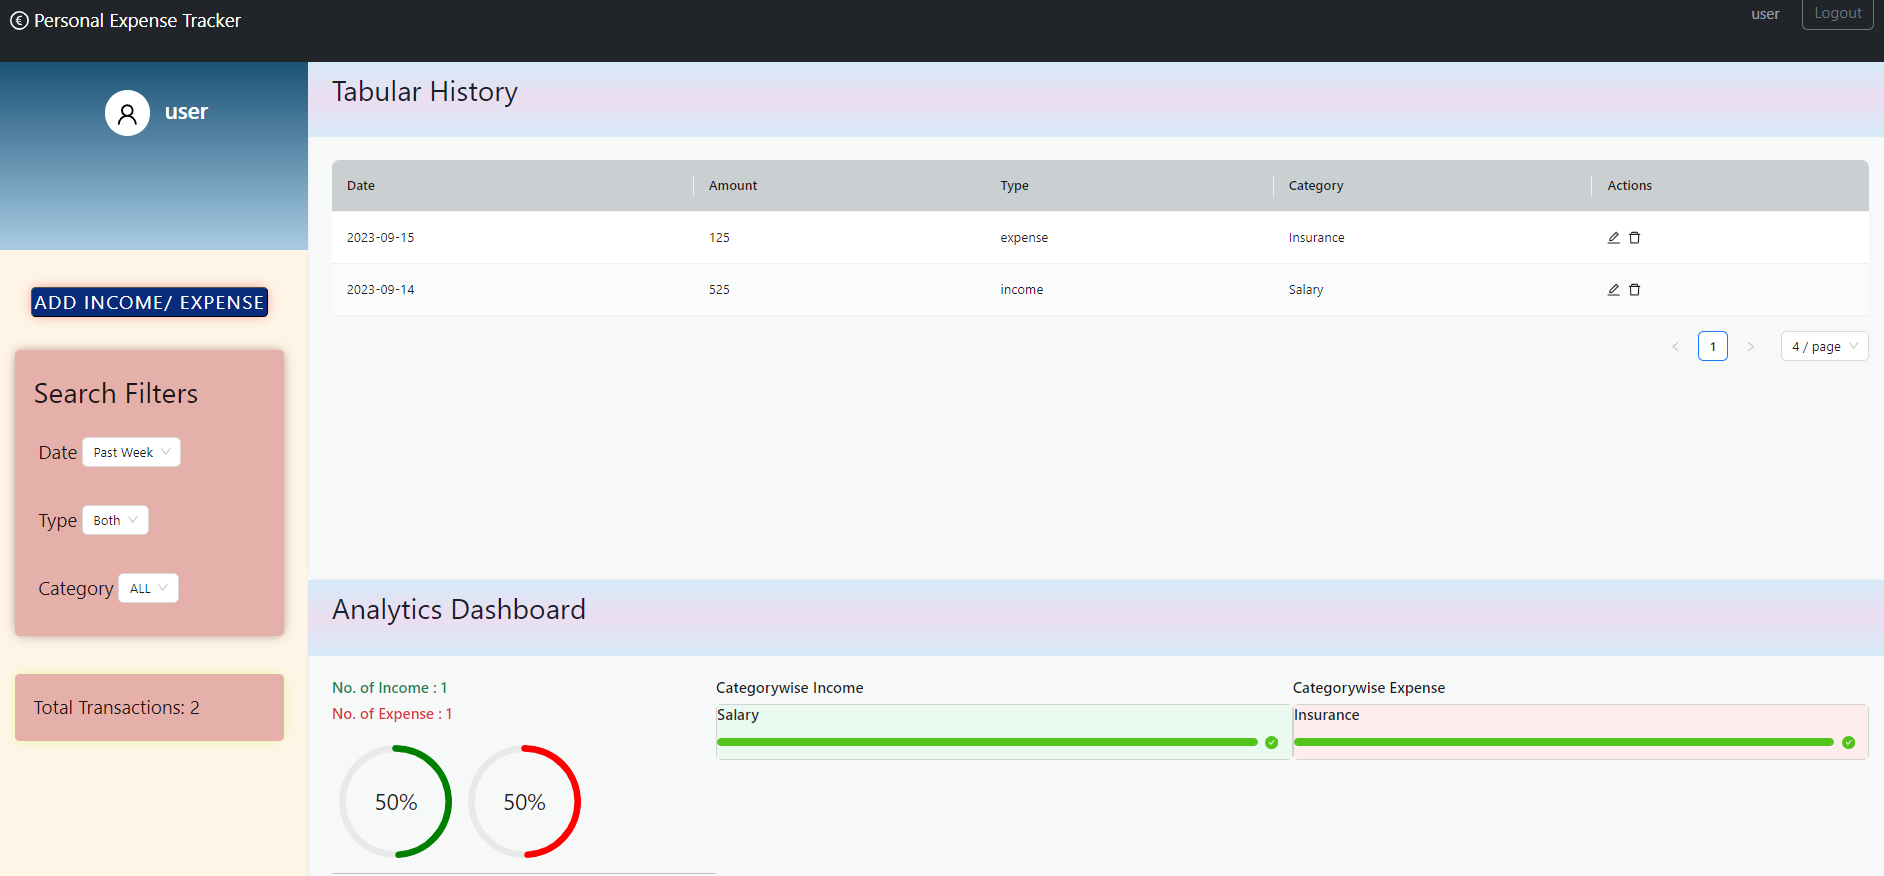 € Personal Expense Tracker
user Logout
user
ADD INCOME/ EXPENSE
Search Filters
Date Past Week
Type Both
Category ALL
Total Transactions: 2
Tabular History
Date Amount Type Category Actions
2023-09-15 125 expense Insurance
2023-09-14 525 income Salary
< 1 > 4 / page
Analytics Dashboard
No. of Income : 1
No. of Expense : 1
50% 50%
Categorywise Income
Salary
Categorywise Expense
Insurance